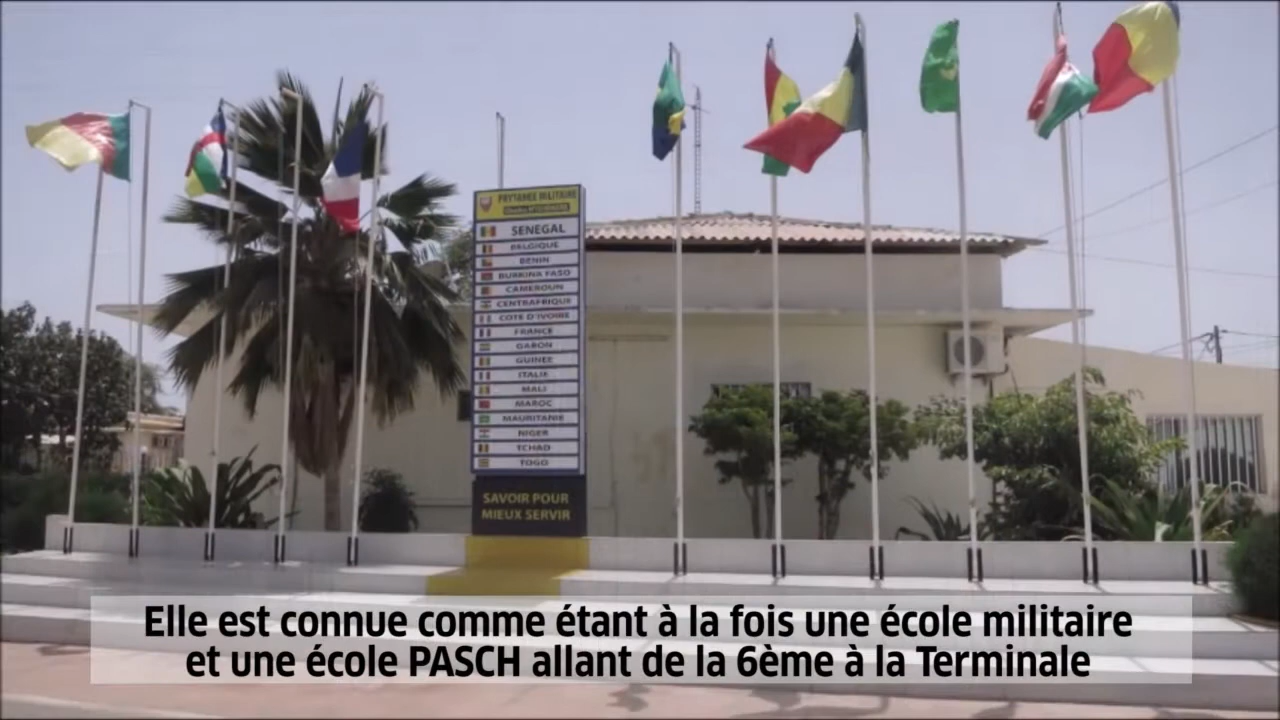 PRYTANEE MILITAIRE
SENEGAL
BELGIQUE
BENIN
BURKINA FASO
CAMEROUN
CENTRAFRIQUE
COTE D'IVOIRE
FRANCE
GABON
GUINEE
ITALIE
MALI
MAROC
MAURITANIE
NIGER
TCHAD
TOGO
SAVOIR POUR
MIEUX SERVIR
Elle est connue comme étant à la fois une école militaire
et une école PASCH allant de la 6ème à la Terminale